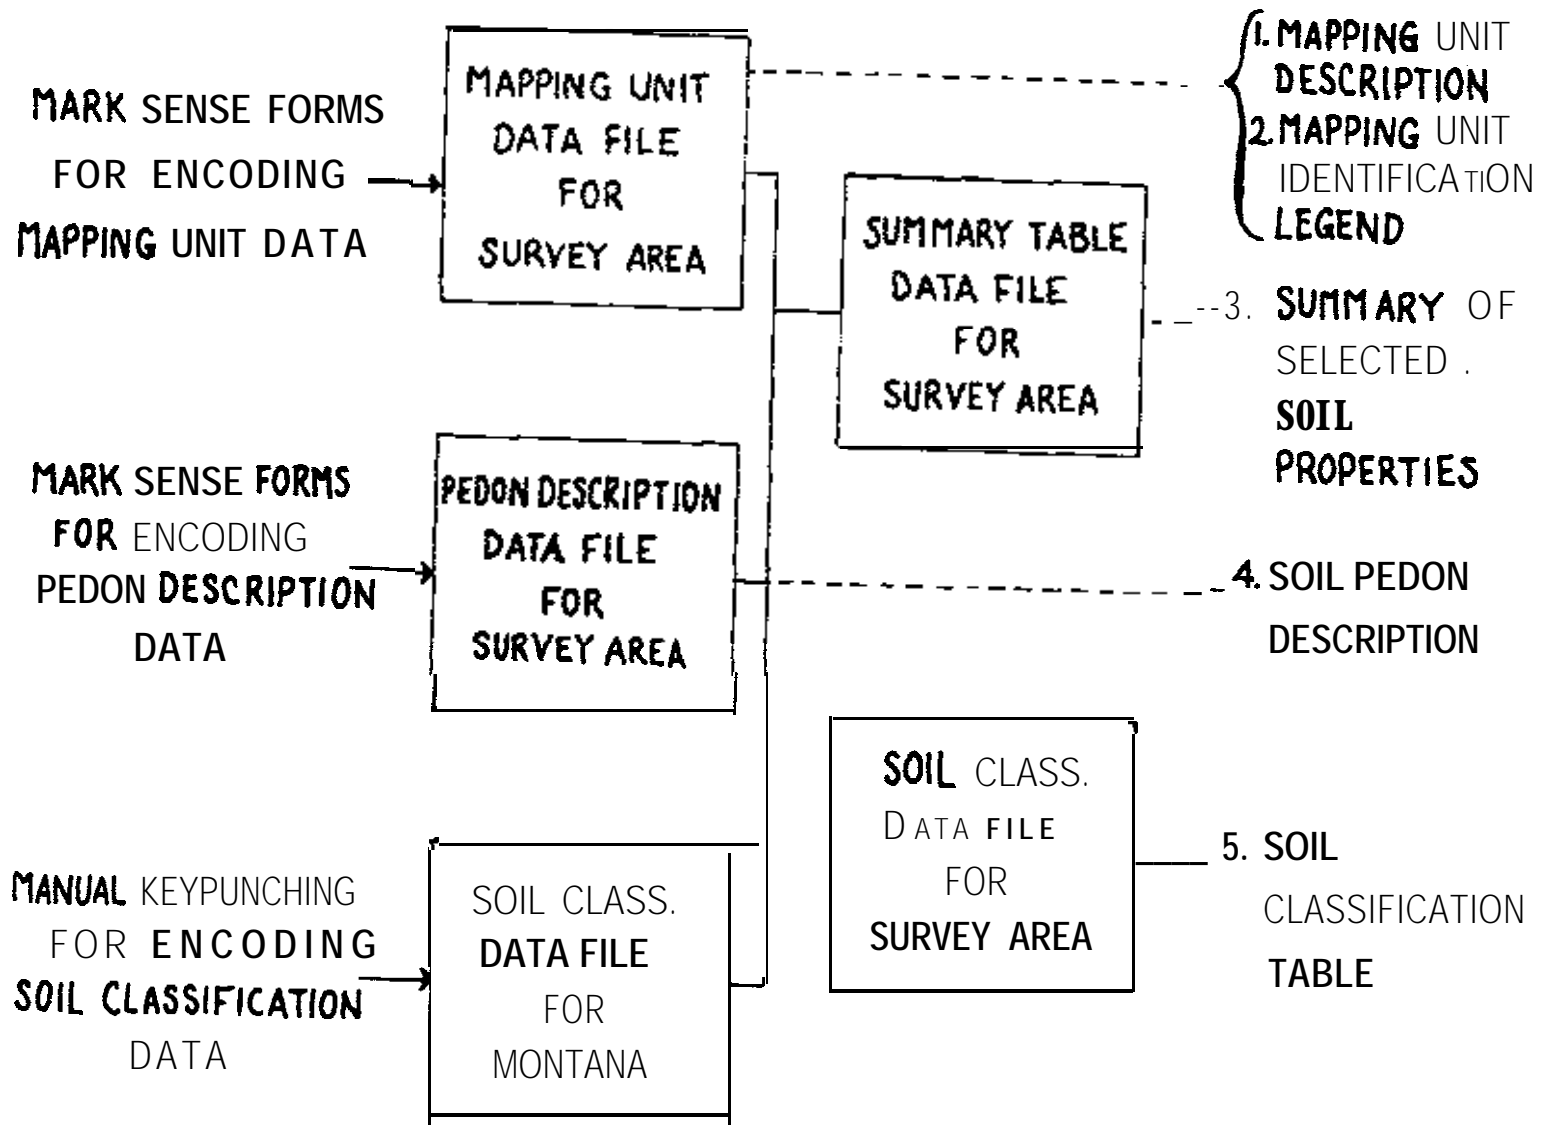 MARK SENSE FORMS
FOR ENCODING
MAPPING UNIT DATA
MAPPING UNIT
DATA FILE
FOR
SURVEY AREA
1. MAPPING UNIT
DESCRIPTION
2. MAPPING UNIT
IDENTIFICATION
LEGEND
SUMMARY TABLE
DATA FILE
FOR
SURVEY AREA
3. SUMMARY OF
SELECTED .
SOIL
PROPERTIES
MARK SENSE FORMS
FOR ENCODING
PEDON DESCRIPTION
DATA
PEDON DESCRIPTION
DATA FILE
FOR
SURVEY AREA
4. SOIL PEDON
DESCRIPTION
MANUAL KEYPUNCHING
FOR ENCODING
SOIL CLASSIFICATION
DATA
SOIL CLASS.
DATA FILE
FOR
MONTANA
SOIL CLASS.
DATA FILE
FOR
SURVEY AREA
5. SOIL
CLASSIFICATION
TABLE